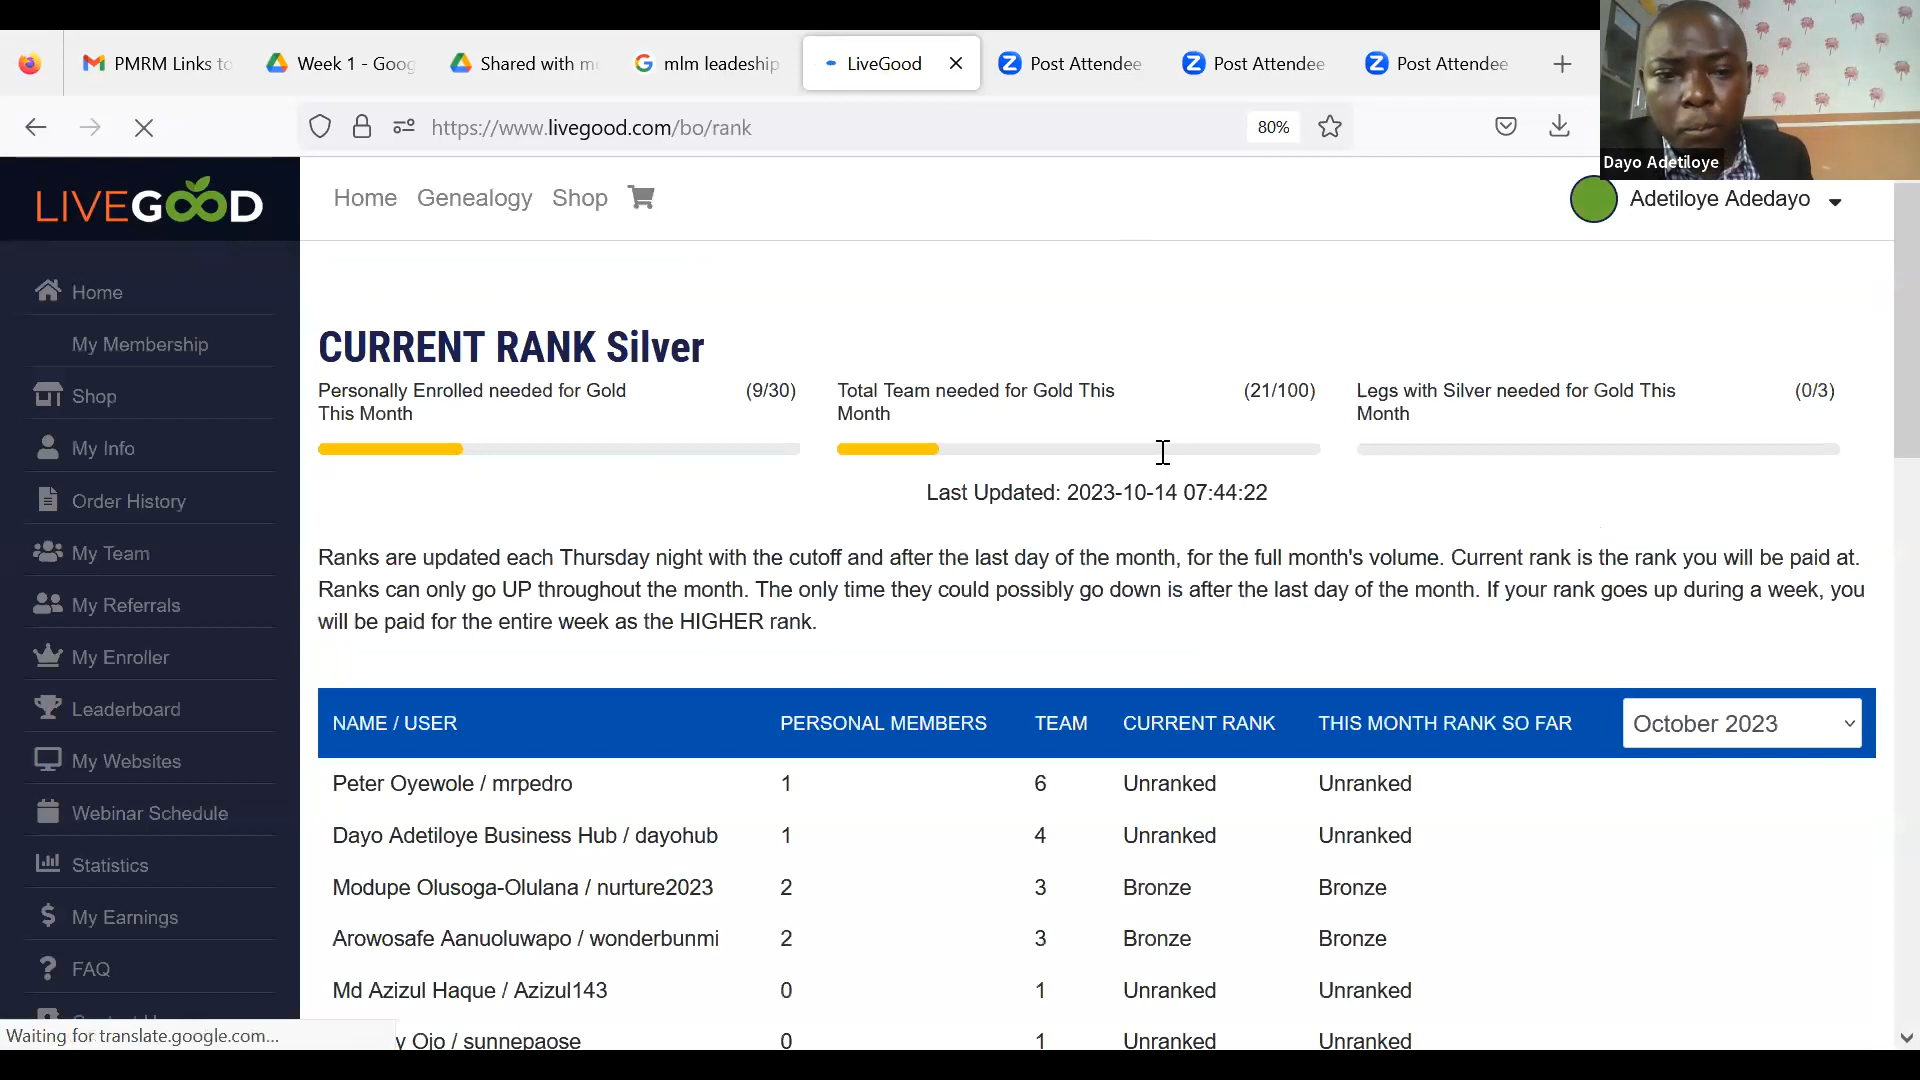 PMRM Links to
Week 1 - Goog
Shared with m
mlm leadeship
LiveGood
Post Attendee
Post Attendee
Post Attendee
https://www.livegood.com/bo/rank
80%
Dayo Adetiloye
LIVEGOOD
Home Genealogy Shop
Adetiloye Adedayo
Home
My Membership
Shop
My Info
Order History
My Team
My Referrals
My Enroller
Leaderboard
My Websites
Webinar Schedule
Statistics
My Earnings
FAQ
CURRENT RANK Silver
Personally Enrolled needed for Gold This Month (9/30)
Total Team needed for Gold This Month (21/100)
Legs with Silver needed for Gold This Month (0/3)
Last Updated: 2023-10-14 07:44:22
Ranks are updated each Thursday night with the cutoff and after the last day of the month, for the full month's volume. Current rank is the rank you will be paid at.
Ranks can only go UP throughout the month. The only time they could possibly go down is after the last day of the month. If your rank goes up during a week, you
will be paid for the entire week as the HIGHER rank.
NAME / USER PERSONAL MEMBERS TEAM CURRENT RANK THIS MONTH RANK SO FAR October 2023
Peter Oyewole / mrpedro 1 6 Unranked Unranked
Dayo Adetiloye Business Hub / dayohub 1 4 Unranked Unranked
Modupe Olusoga-Olulana / nurture2023 2 3 Bronze Bronze
Arowosafe Aanuoluwapo / wonderbunmi 2 3 Bronze Bronze
Md Azizul Haque / Azizul143 0 1 Unranked Unranked
y Ojo / sunnepaose 0 1 Unranked Unranked
Waiting for translate.google.com...